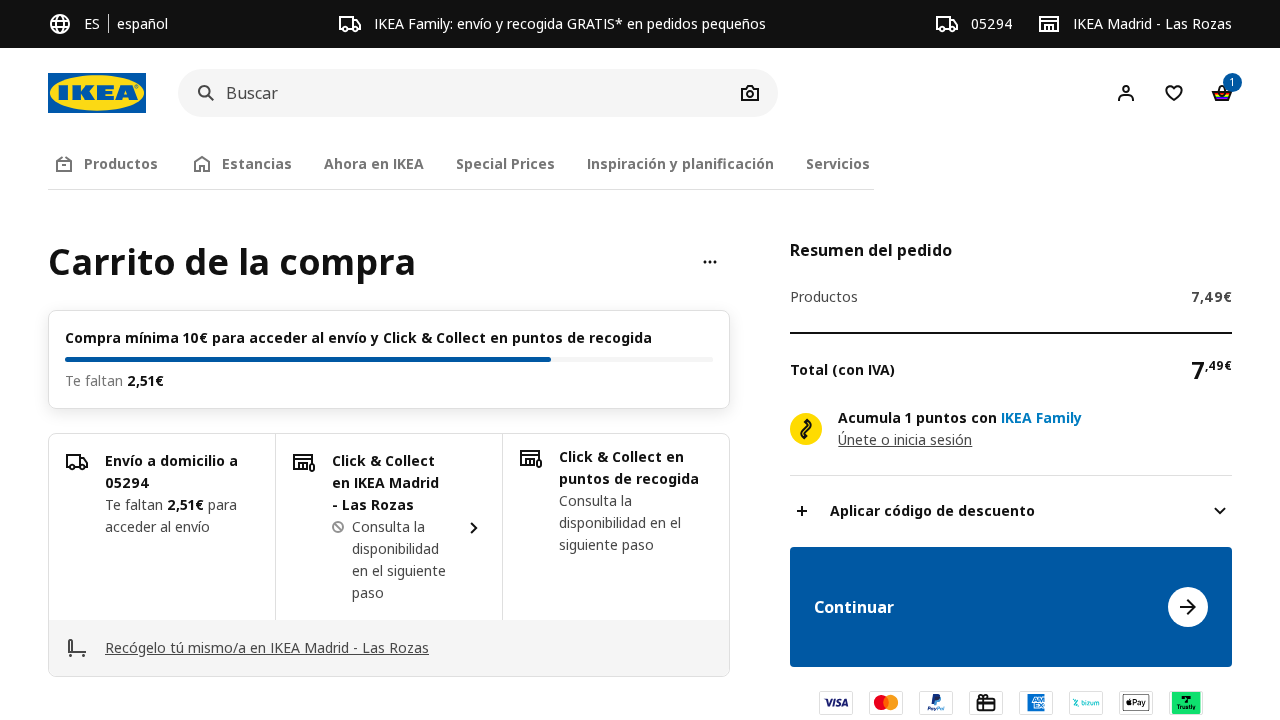 ES español
IKEA Family: envío y recogida GRATIS* en pedidos pequeños
05294
IKEA Madrid - Las Rozas
IKEA
Buscar
1
Productos
Estancias
Ahora en IKEA
Special Prices
Inspiración y planificación
Servicios
Carrito de la compra
Compra mínima 10€ para acceder al envío y Click & Collect en puntos de recogida
Te faltan 2,51€
Envío a domicilio a
05294
Te faltan 2,51€ para
acceder al envío
Click & Collect
en IKEA Madrid
- Las Rozas
Consulta la
disponibilidad
en el siguiente
paso
Click & Collect en
puntos de recogida
Consulta la
disponibilidad en el
siguiente paso
Recógelo tú mismo/a en IKEA Madrid - Las Rozas
Resumen del pedido
Productos 7,49€
Total (con IVA) 7,49€
Acumula 1 puntos con IKEA Family
Únete o inicia sesión
Aplicar código de descuento
Continuar
VISA
PayPal
AM
EX
bizum
Pay
Trustly